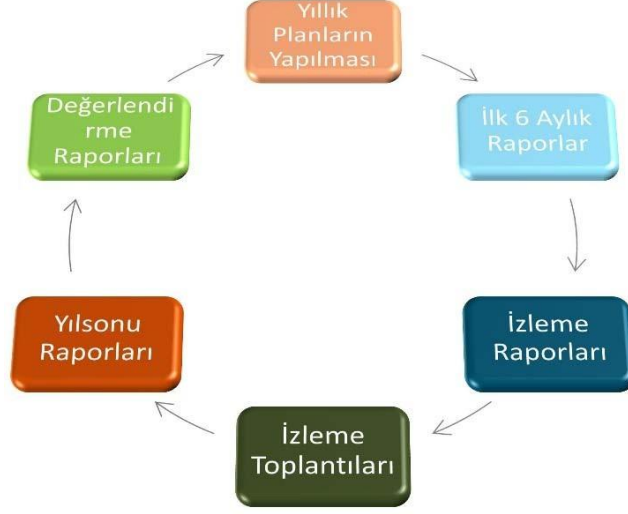 Yıllık
Planların
Yapılması
İlk 6 Aylık
Raporlar
İzleme
Raporları
İzleme
Toplantıları
Yılsonu
Raporları
Değerlendi
rme
Raporları